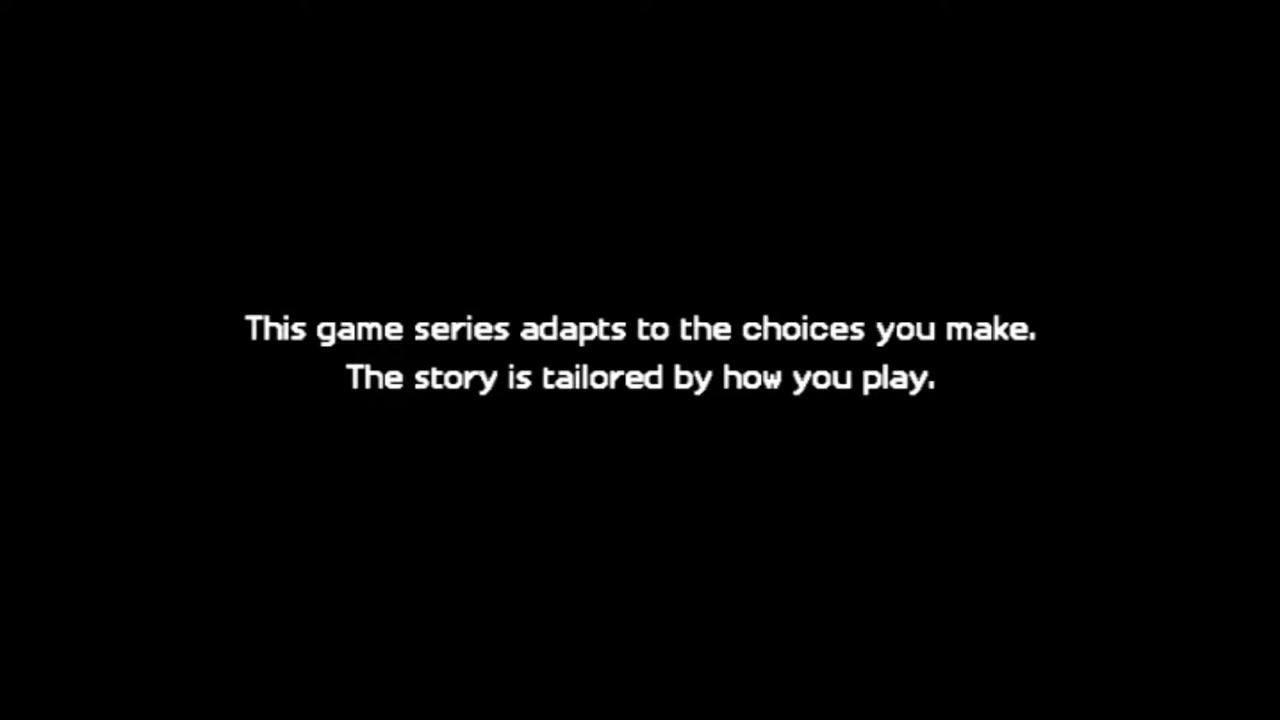 This game series adapts to the choices you make.
The story is tailored by how you play.